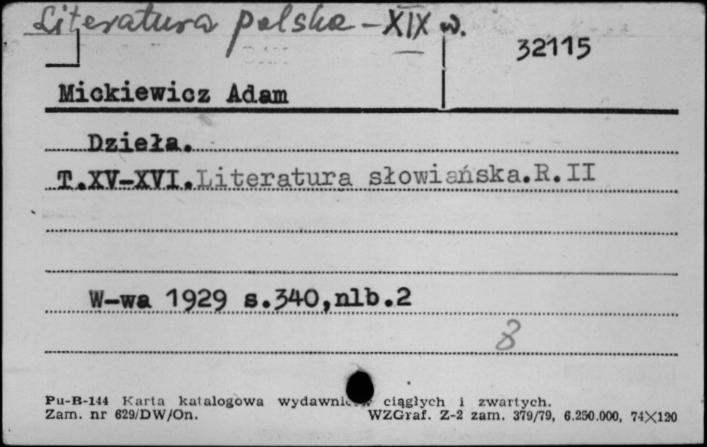 Literatura polska - XIX w.
32115
Mickiewicz Adam
Dzieła.
T.XV-XVI. Literatura słowiańska.R.II
W-wa 1929 s.340,nlb.2
8
Pu-B-144 Karta katalogowa wydawnictw ciągłych i zwartych.
Zam. nr 629/DW/On. WZGraf. Z-2 zam. 379/79, 6.250.000, 74X120